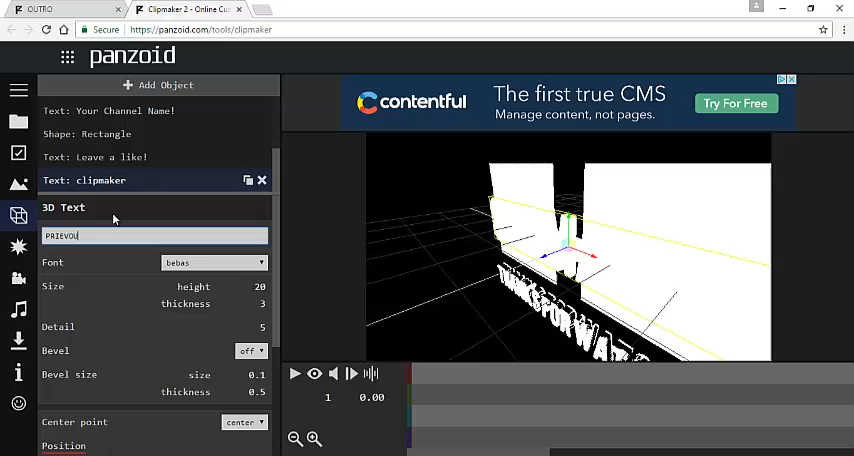 OUTRO
Clipmaker 2 - Online Cu
Secure
https://panzoid.com/tools/clipmaker
panzoid
Add Object
Text: Your Channel Name!
Shape: Rectangle
Text: Leave a like!
Text: clipmaker
3D Text
PRIEVOU
Font bebas
Size height 20
thickness 3
Detail 5
Bevel off
Bevel size size 0.1
thickness 0.5
Center point center
Position
contentful
The first true CMS
Manage content, not pages.
Try For Free
1 0.00